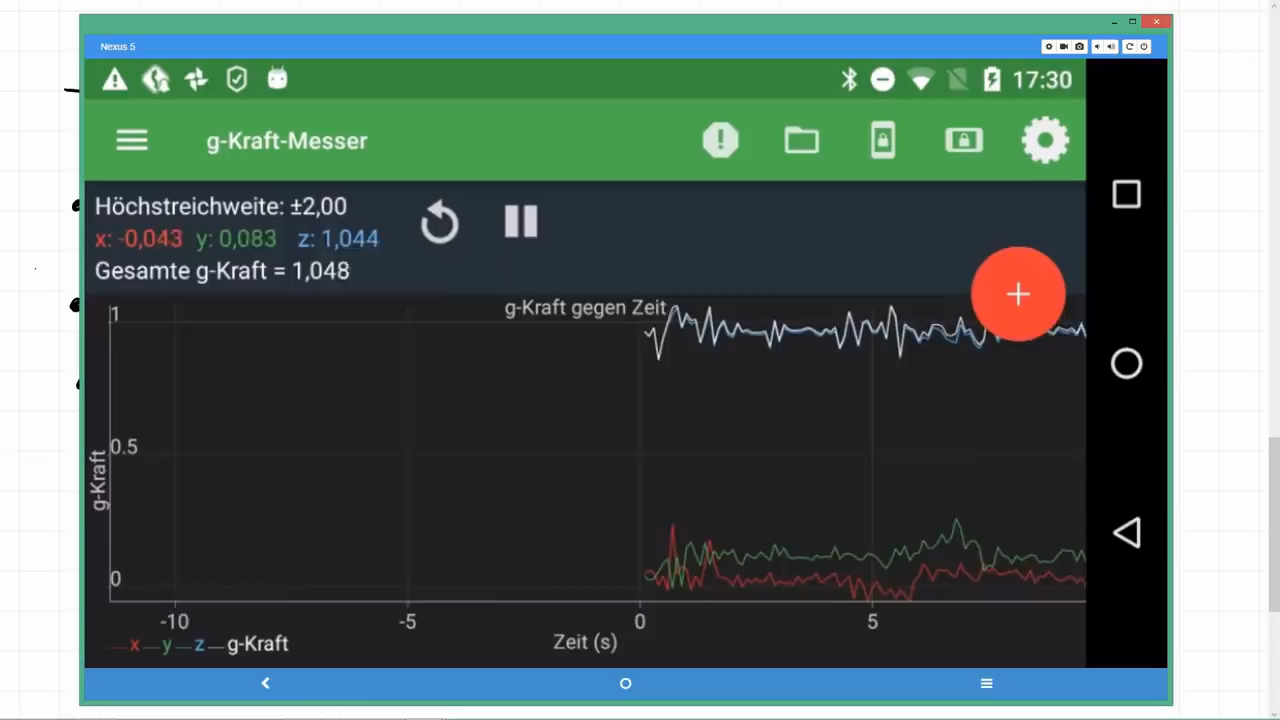 Nexus 5
17:30
g-Kraft-Messer
Höchstreichweite: ±2,00
x: -0,043 y: 0,083 z: 1,044
Gesamte g-Kraft = 1,048
g-Kraft gegen Zeit
1
0.5
0
g-Kraft
-10 -5 0 5
Zeit (s)
x y z g-Kraft